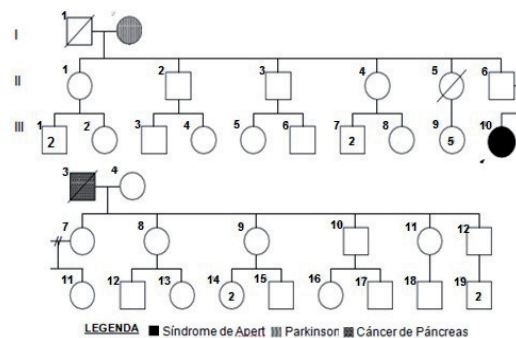 I 1
II 1 2 3 4 5 6
III 1 2 2 3 4 5 6 7 2 8 9 5 10
3 4
7 8 9 10 11 12
11 12 13 14 2 15 16 17 18 19 2
LEGENDA Síndrome de Apert Parkinson Cáncer de Páncreas